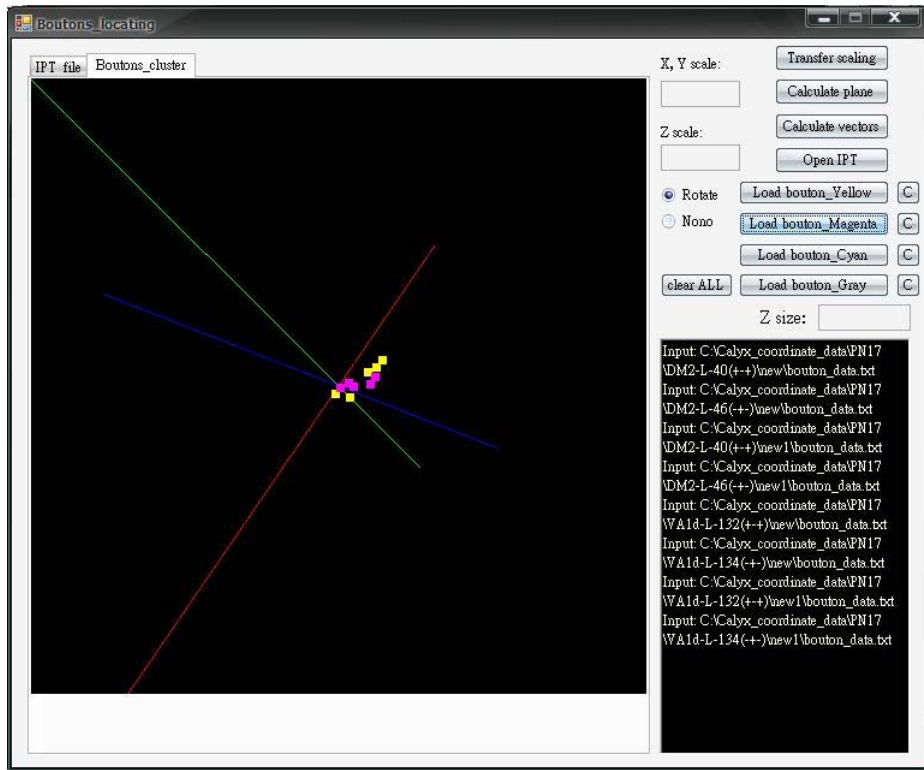 Boutons_locating
IPT file
Boutons_cluster
X, Y scale:
Transfer scaling
Calculate plane
Z scale:
Calculate vectors
Open IPT
Rotate
Load bouton_Yellow
C
Nono
Load bouton_Magenta
C
Load bouton_Cyan
C
clear ALL
Load bouton_Gray
C
Z size:
Input: C:\Calyx_coordinate_data\PN17
\DM2-L-40(+-+)\new\bouton_data.txt
Input: C:\Calyx_coordinate_data\PN17
\DM2-L-46(-+-)\new\bouton_data.txt
Input: C:\Calyx_coordinate_data\PN17
\DM2-L-40(+-+)\new1\bouton_data.txt
Input: C:\Calyx_coordinate_data\PN17
\DM2-L-46(-+-)\new1\bouton_data.txt
Input: C:\Calyx_coordinate_data\PN17
\VA1d-L-132(+-+)\new\bouton_data.txt
Input: C:\Calyx_coordinate_data\PN17
\VA1d-L-134(-+-)\new\bouton_data.txt
Input: C:\Calyx_coordinate_data\PN17
\VA1d-L-132(+-+)\new1\bouton_data.txt
Input: C:\Calyx_coordinate_data\PN17
\VA1d-L-134(-+-)\new1\bouton_data.txt